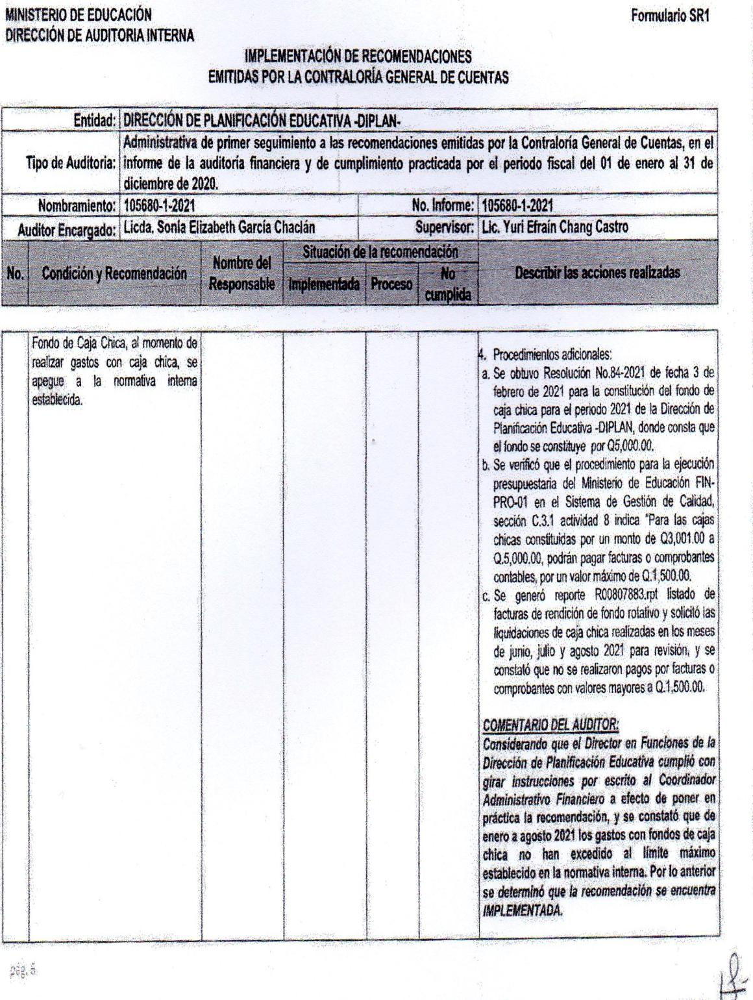 MINISTERIO DE EDUCACIÓN
Formulario SR1
DIRECCIÓN DE AUDITORIA INTERNA
IMPLEMENTACIÓN DE RECOMENDACIONES
EMITIDAS POR LA CONTRALORÍA GENERAL DE CUENTAS
Entidad: DIRECCIÓN DE PLANIFICACIÓN EDUCATIVA -DIPLAN-
Tipo de Auditoria: Administrativa de primer seguimiento a las recomendaciones emitidas por la Contraloría General de Cuentas, en el
informe de la auditoría financiera y de cumplimiento practicada por el periodo fiscal del 01 de enero al 31 de
diciembre de 2020.
Nombramiento: 105680-1-2021 No. Informe: 105680-1-2021
Auditor Encargado: Licda. Sonia Elizabeth García Chaclán Supervisor: Lic. Yuri Efraín Chang Castro
No. Condición y Recomendación
Nombre del
Responsable
Situación de la recomendación
Implementada Proceso
No
cumplida
Describir las acciones realizadas
Fondo de Caja Chica, al momento de
realizar gastos con caja chica, se
apegue a la normativa interna
establecida.
4. Procedimientos adicionales:
a. Se obtuvo Resolución No.84-2021 de fecha 3 de
febrero de 2021 para la constitución del fondo de
caja chica para el periodo 2021 de la Dirección de
Planificación Educativa -DIPLAN, donde consta que
el fondo se constituye por Q5,000.00.
b. Se verificó que el procedimiento para la ejecución
presupuestaria del Ministerio de Educación FIN-
PRO-01 en el Sistema de Gestión de Calidad,
sección C.3.1 actividad 8 indica "Para las cajas
chicas constituidas por un monto de Q3,001.00 a
Q.5,000.00, podrán pagar facturas o comprobantes
contables, por un valor máximo de Q.1,500.00.
c. Se generó reporte R00807883.rpt listado de
facturas de rendición de fondo rotativo y solicitó las
liquidaciones de caja chica realizadas en los meses
de junio, julio y agosto 2021 para revisión, y se
constató que no se realizaron pagos por facturas o
comprobantes con valores mayores a Q.1,500.00.
COMENTARIO DEL AUDITOR:
Considerando que el Director en Funciones de la
Dirección de Planificación Educativa cumplió con
girar instrucciones por escrito al Coordinador
Administrativo Financiero a efecto de poner en
práctica la recomendación, y se constató que de
enero a agosto 2021 los gastos con fondos de caja
chica no han excedido al límite máximo
establecido en la normativa interna. Por lo anterior
se determinó que la recomendación se encuentra
IMPLEMENTADA.